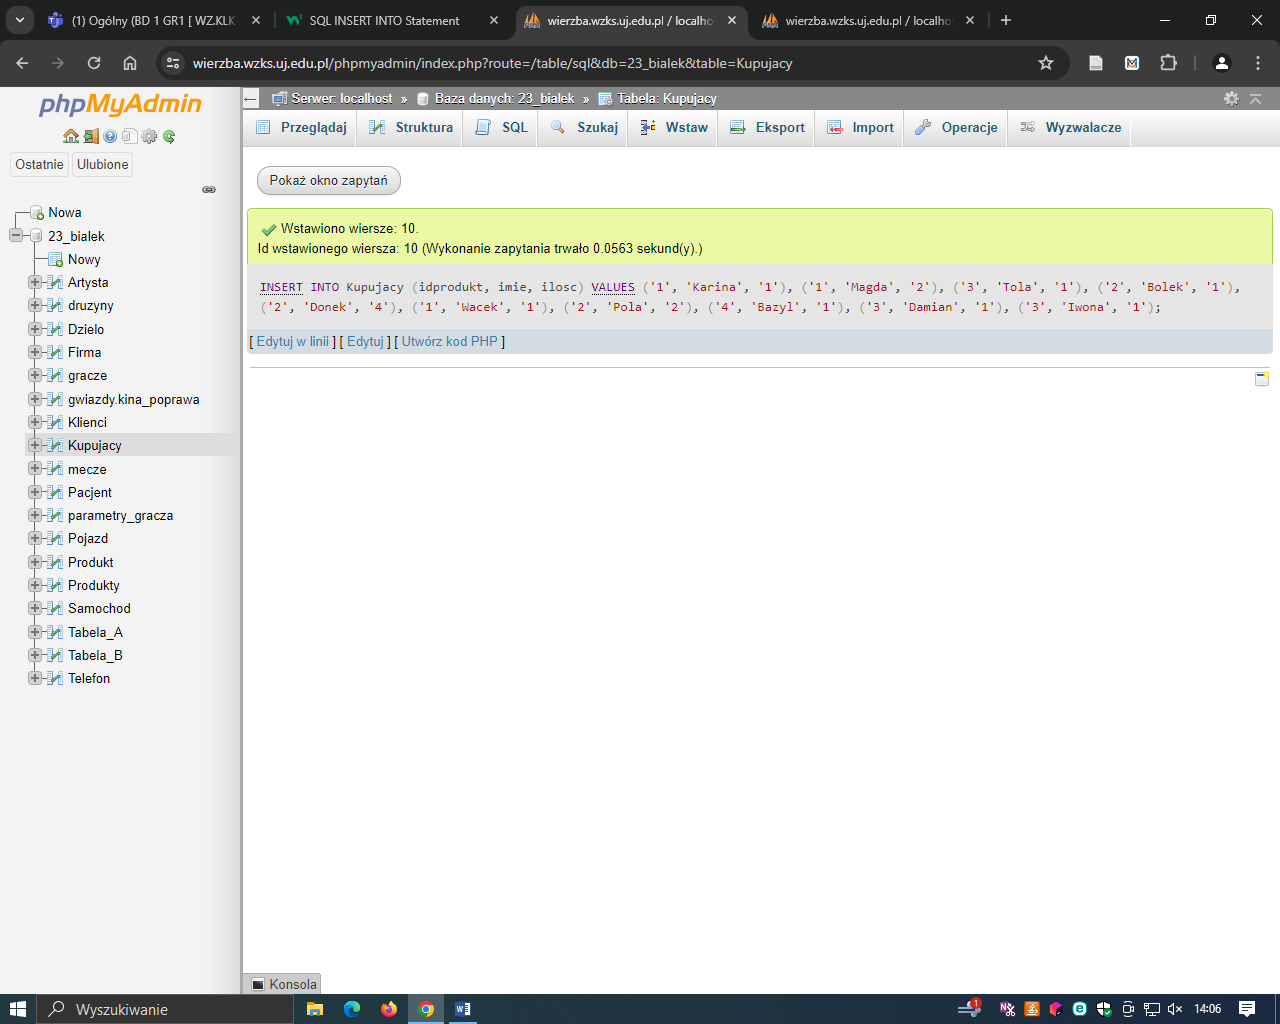 (1) Ogólny (BD 1 GR1 [ WZ.KLK
SQL INSERT INTO Statement
wierzba.wzks.uj.edu.pl / localho
wierzba.wzks.uj.edu.pl / localho
wierzba.wzks.uj.edu.pl/phpmyadmin/index.php?route=/table/sql&db=23_bialek&table=Kupujacy
phpMyAdmin
Ostatnie
Ulubione
Nowa
23_bialek
Nowy
Artysta
druzyny
Dzielo
Firma
gracze
gwiazdy.kina_poprawa
Klienci
Kupujacy
mecze
Pacjent
parametry_gracza
Pojazd
Produkt
Produkty
Samochod
Tabela_A
Tabela_B
Telefon
Serwer: localhost » Baza danych: 23_bialek » Tabela: Kupujacy
Przeglądaj Struktura SQL Szukaj Wstaw Eksport Import Operacje Wyzwalacze
Pokaż okno zapytań
Wstawiono wiersze: 10.
Id wstawionego wiersza: 10 (Wykonanie zapytania trwało 0.0563 sekund(y).)
INSERT INTO Kupujacy (idprodukt, imie, ilosc) VALUES ('1', 'Karina', '1'), ('1', 'Magda', '2'), ('3', 'Tola', '1'), ('2', 'Bolek', '1'),
('2', 'Donek', '4'), ('1', 'Wacek', '1'), ('2', 'Pola', '2'), ('4', 'Bazyl', '1'), ('3', 'Damian', '1'), ('3', 'Iwona', '1');
[ Edytuj w linii ] [ Edytuj ] [ Utwórz kod PHP ]
Konsola
Wyszukiwanie
1
14:06